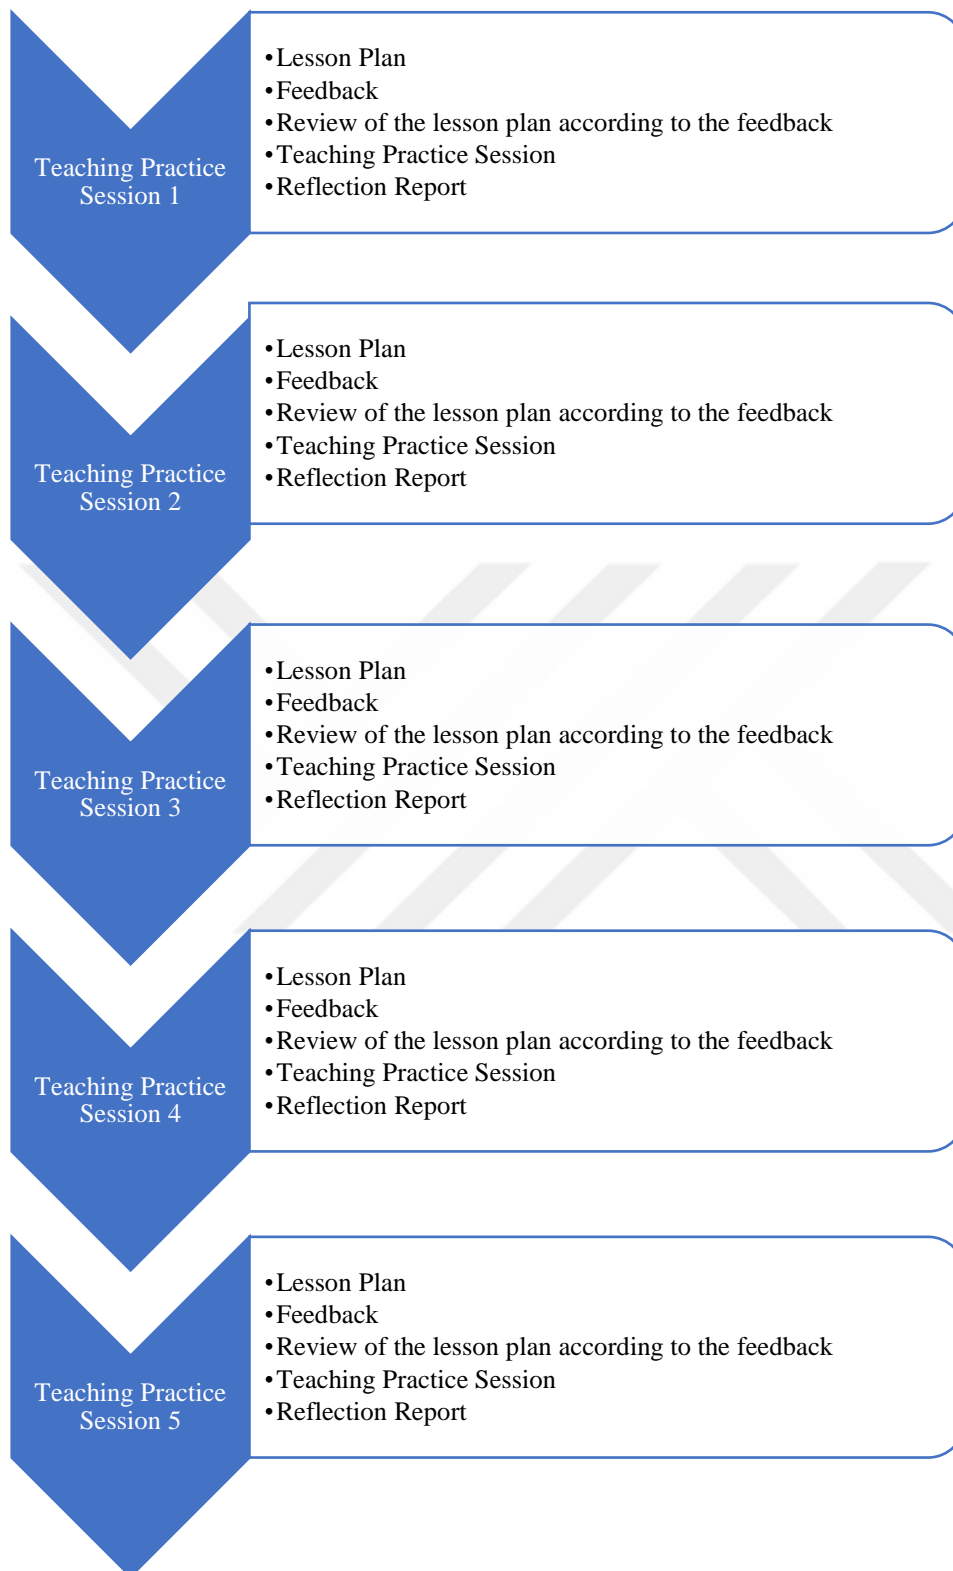 Teaching Practice
Session 1
•Lesson Plan
•Feedback
•Review of the lesson plan according to the feedback
•Teaching Practice Session
•Reflection Report
Teaching Practice
Session 2
•Lesson Plan
•Feedback
•Review of the lesson plan according to the feedback
•Teaching Practice Session
•Reflection Report
Teaching Practice
Session 3
•Lesson Plan
•Feedback
•Review of the lesson plan according to the feedback
•Teaching Practice Session
•Reflection Report
Teaching Practice
Session 4
•Lesson Plan
•Feedback
•Review of the lesson plan according to the feedback
•Teaching Practice Session
•Reflection Report
Teaching Practice
Session 5
•Lesson Plan
•Feedback
•Review of the lesson plan according to the feedback
•Teaching Practice Session
•Reflection Report